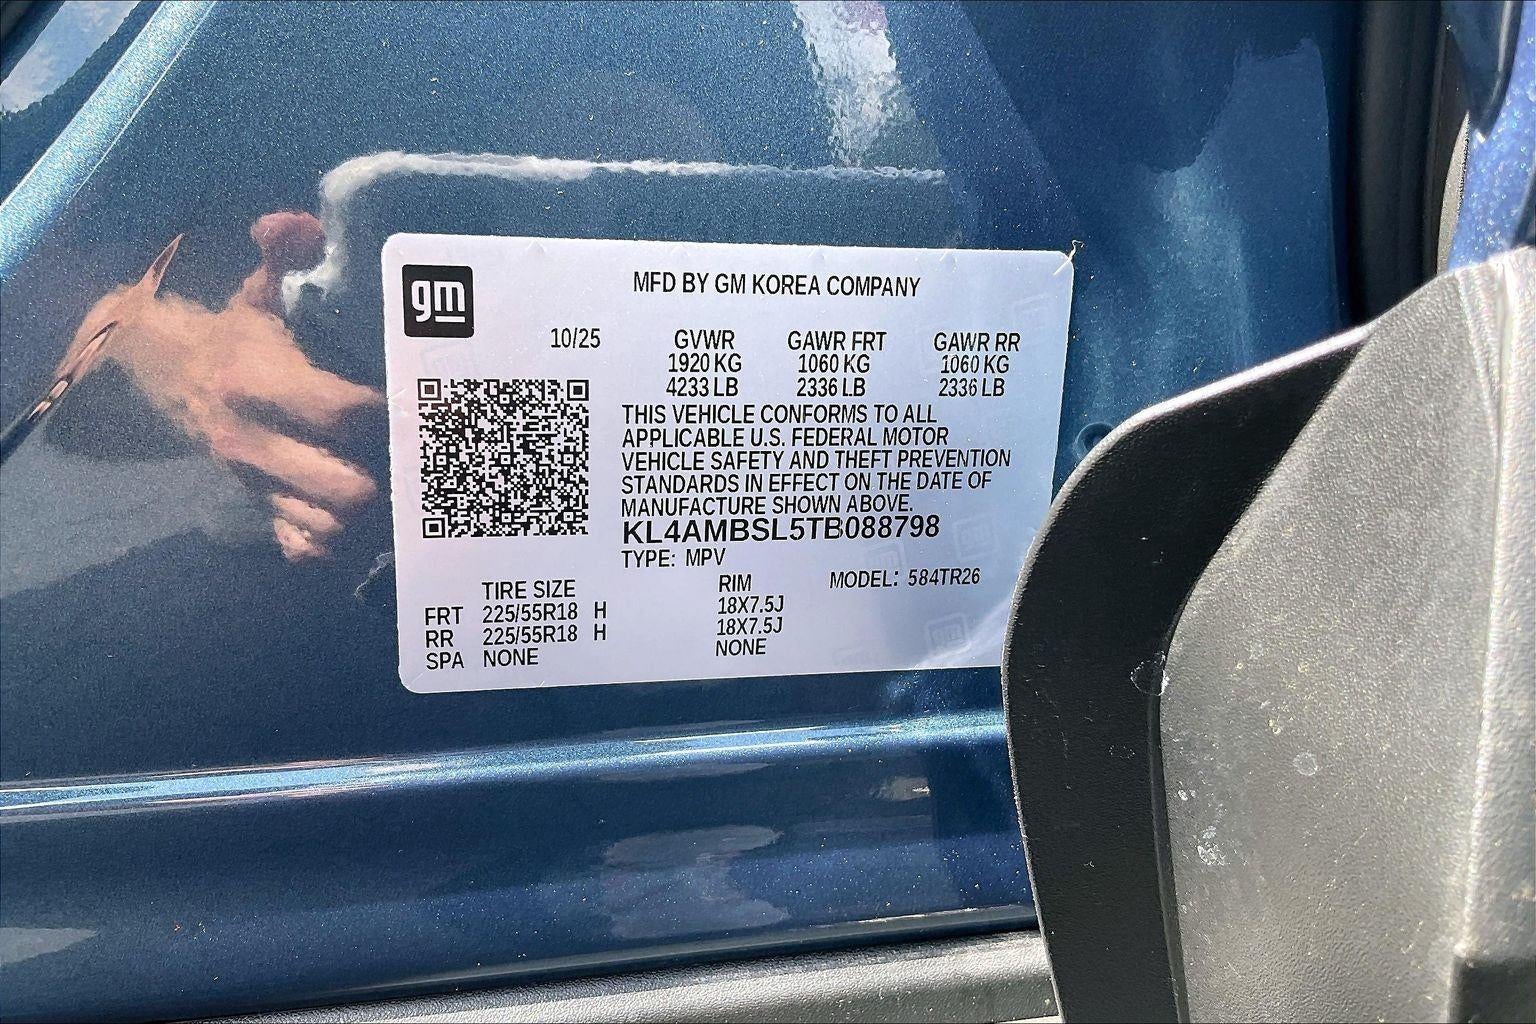 gm
MFD BY GM KOREA COMPANY
10/25 GVWR GAWR FRT GAWR RR
1920 KG 1060 KG 1060 KG
4233 LB 2336 LB 2336 LB
THIS VEHICLE CONFORMS TO ALL
APPLICABLE U.S. FEDERAL MOTOR
VEHICLE SAFETY AND THEFT PREVENTION
STANDARDS IN EFFECT ON THE DATE OF
MANUFACTURE SHOWN ABOVE.
KL4AMBSL5TB088798
TYPE: MPV
TIRE SIZE RIM MODEL: 584TR26
FRT 225/55R18 H 18X7.5J
RR 225/55R18 H 18X7.5J
SPA NONE NONE